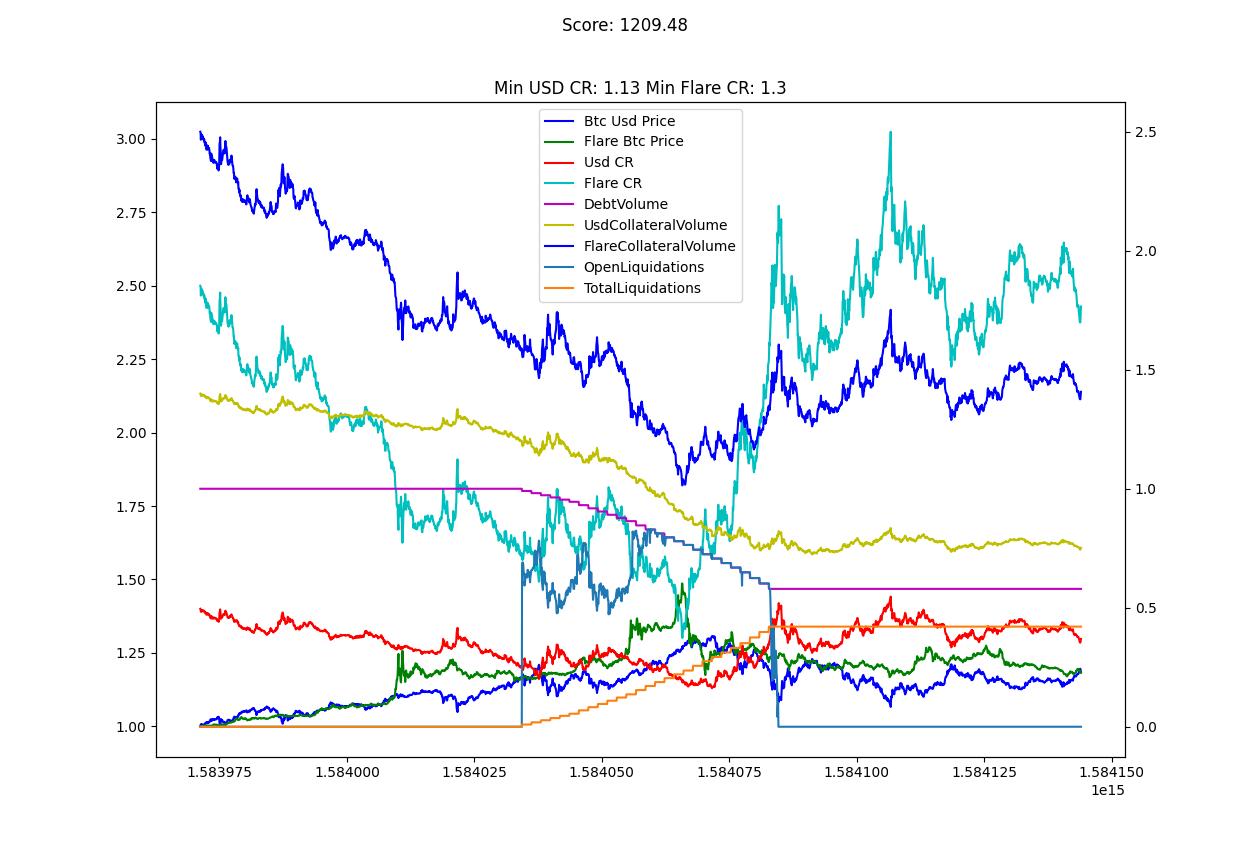 Score: 1209.48
Min USD CR: 1.13 Min Flare CR: 1.3
Btc Usd Price
Flare Btc Price
Usd CR
Flare CR
DebtVolume
UsdCollateralVolume
FlareCollateralVolume
OpenLiquidations
TotalLiquidations
3.00
2.75
2.50
2.25
2.00
1.75
1.50
1.25
1.00
2.5
2.0
1.5
1.0
0.5
0.0
1.583975
1.584000
1.584025
1.584050
1.584075
1.584100
1.584125
1.584150
1e15